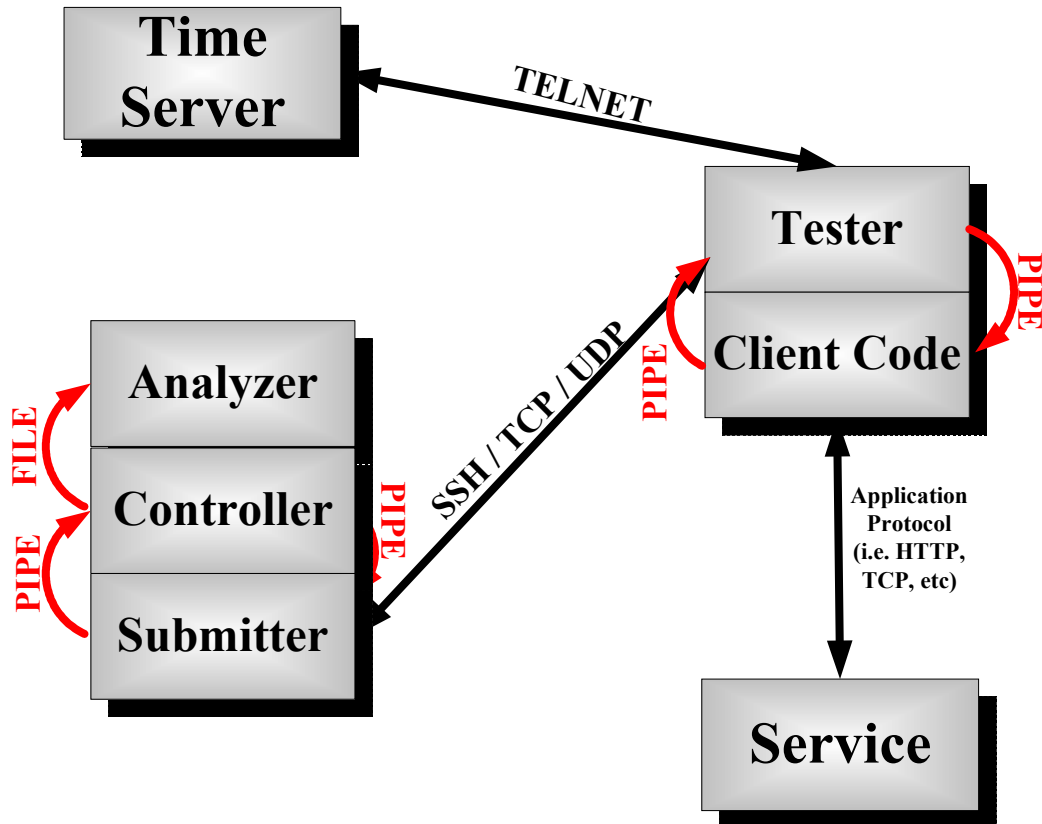 Time
Server
TELNET
Tester
PIPE
Client Code
PIPE
SSH / TCP / UDP
Analyzer
FILE
Controller
PIPE
PIPE
Submitter
Application
Protocol
(i.e. HTTP,
TCP, etc)
Service